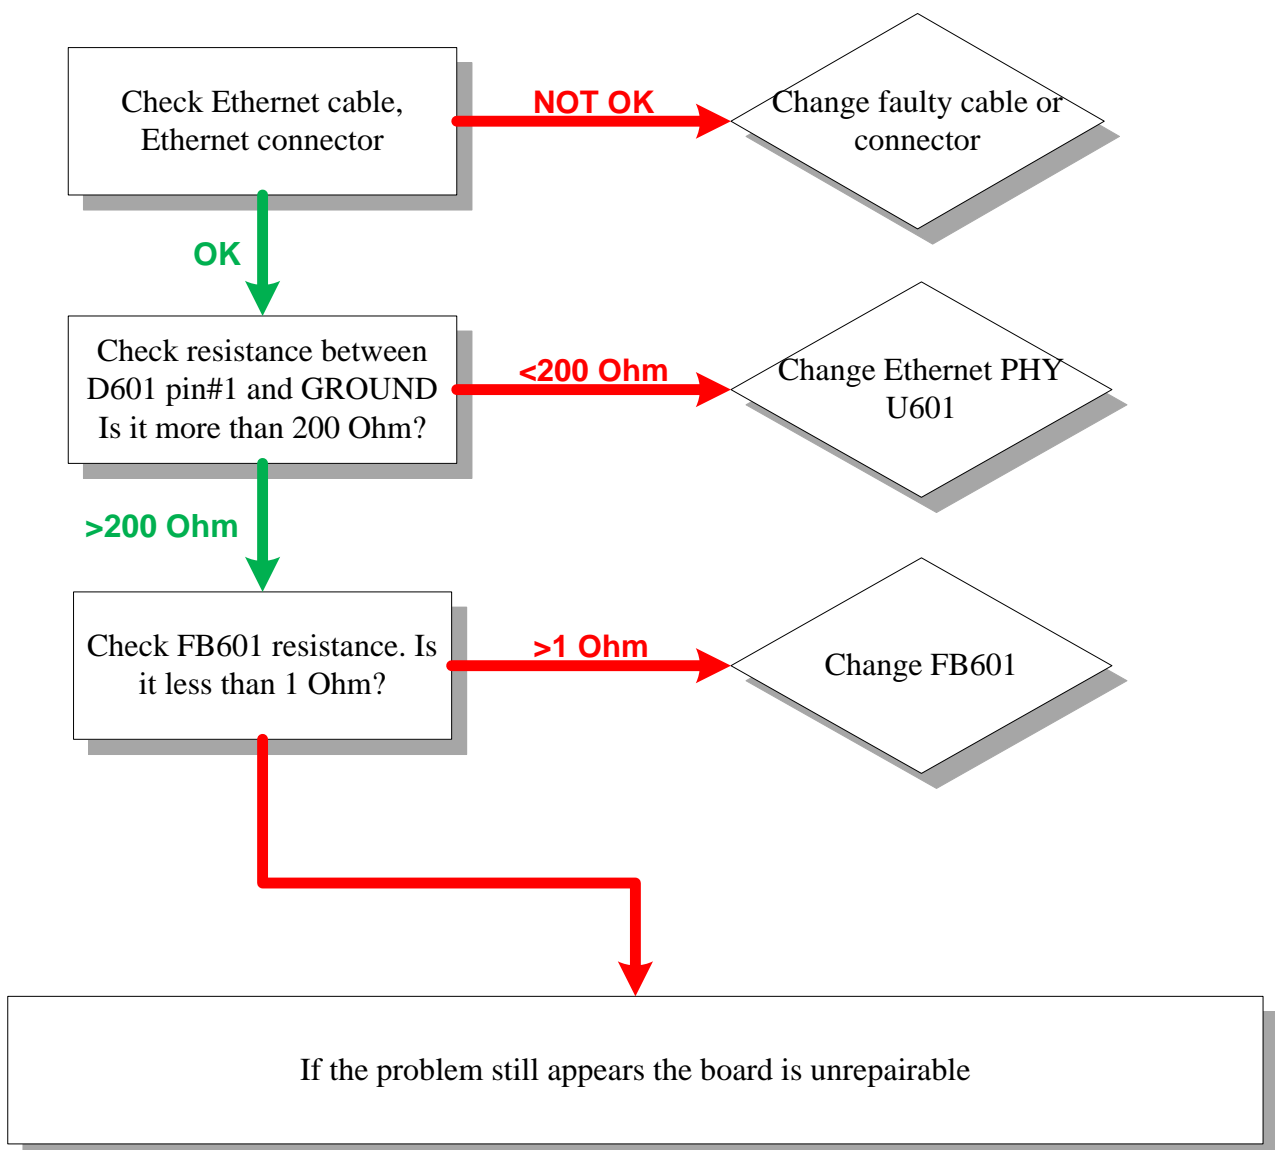 Check Ethernet cable,
Ethernet connector
NOT OK
Change faulty cable or
connector
OK
Check resistance between
D601 pin#1 and GROUND
Is it more than 200 Ohm?
<200 Ohm
Change Ethernet PHY
U601
>200 Ohm
Check FB601 resistance. Is
it less than 1 Ohm?
>1 Ohm
Change FB601
If the problem still appears the board is unrepairable